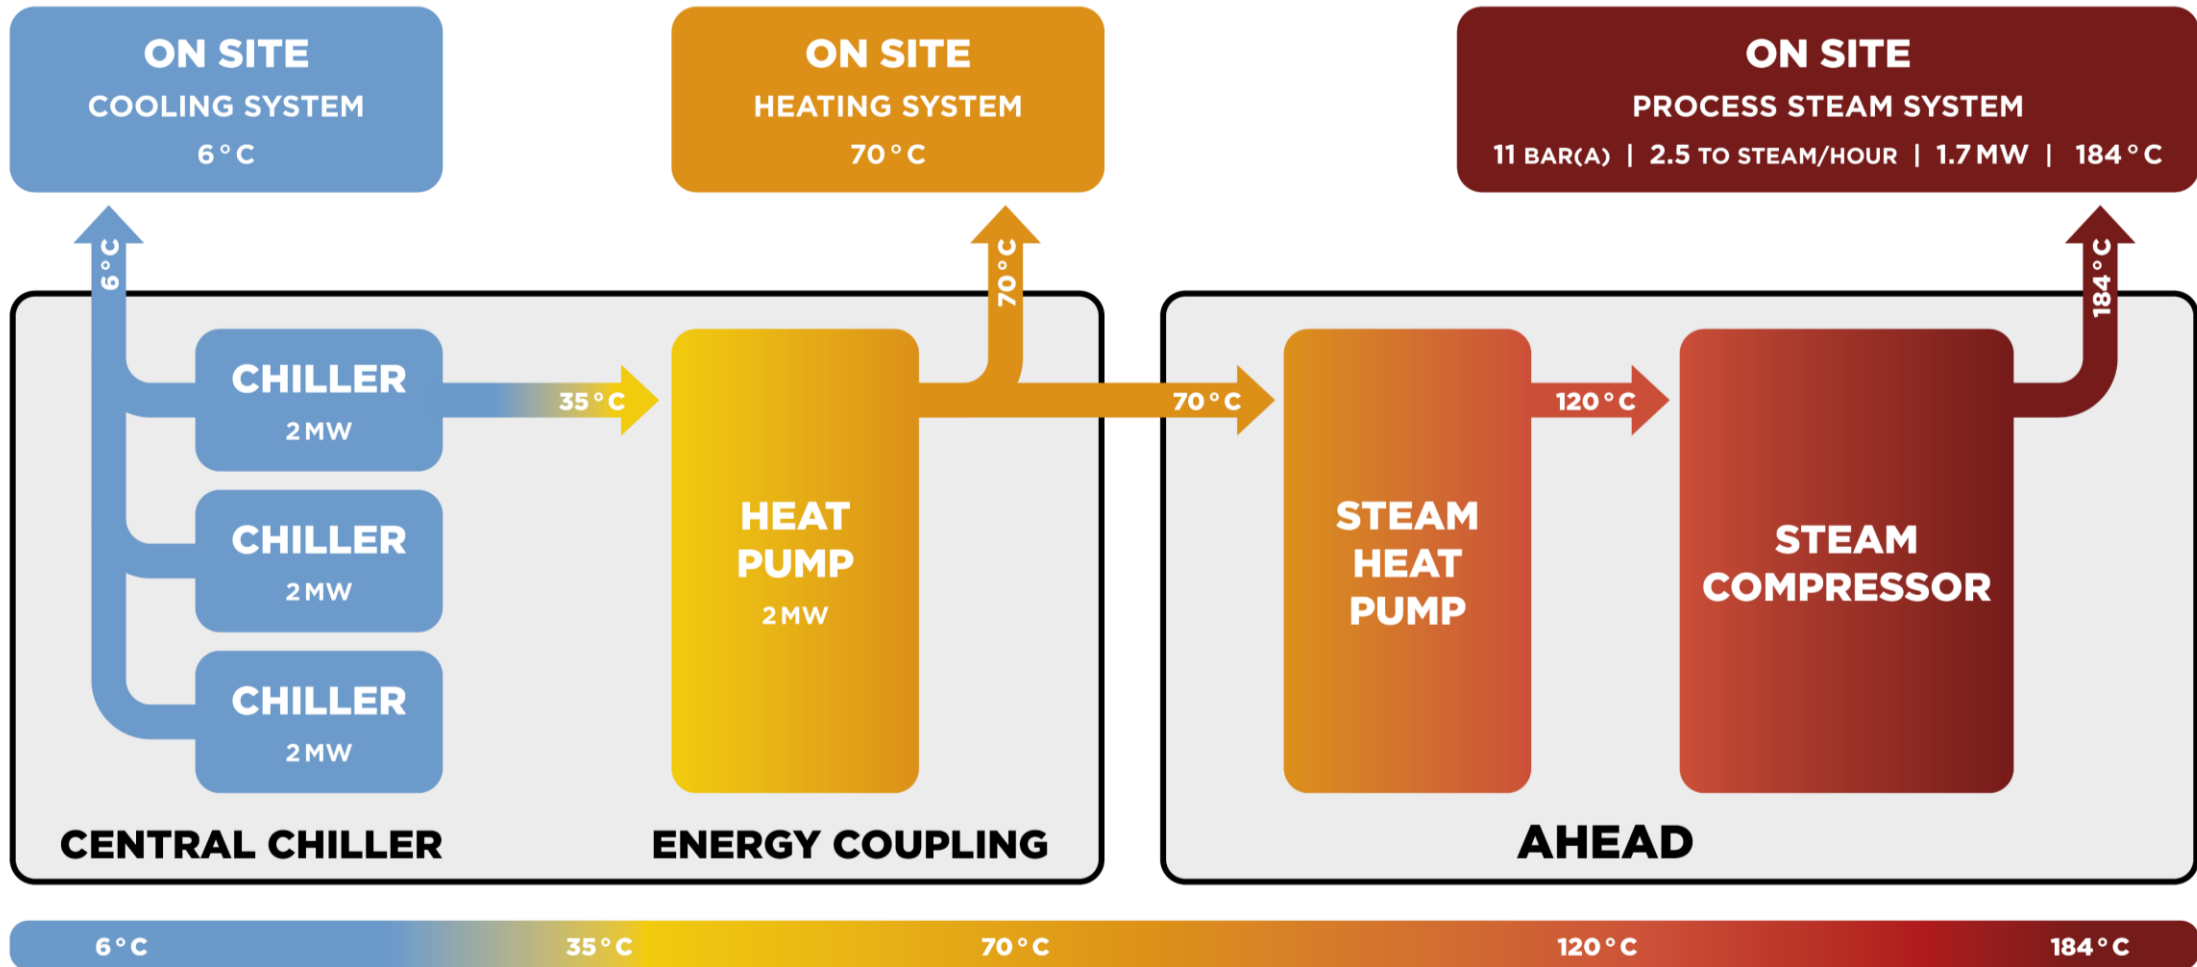 ON SITE
COOLING SYSTEM
6°C
ON SITE
HEATING SYSTEM
70°C
ON SITE
PROCESS STEAM SYSTEM
11 BAR(A) | 2.5 TO STEAM/HOUR | 1.7 MW | 184°C
6°C
70°C
184°C
CHILLER
2 MW
35°C
CHILLER
2 MW
CHILLER
2 MW
HEAT
PUMP
2 MW
70°C
STEAM
HEAT
PUMP
120°C
STEAM
COMPRESSOR
CENTRAL CHILLER
ENERGY COUPLING
AHEAD
6°C
35°C
70°C
120°C
184°C